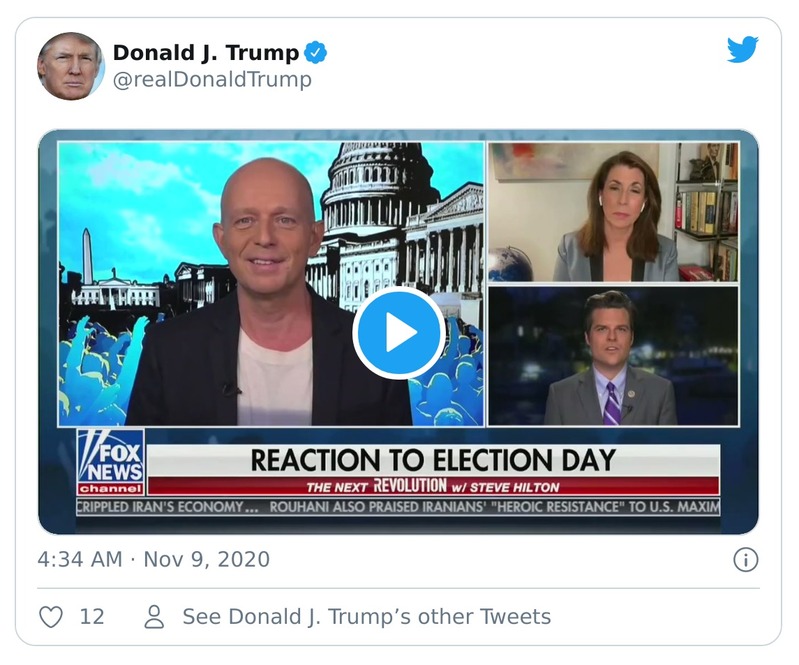 Donald J. Trump
@realDonaldTrump
FOX
NEWS
channel
REACTION TO ELECTION DAY
THE NEXT REVOLUTION w/ STEVE HILTON
CRIPPLED IRAN'S ECONOMY... ROUHANI ALSO PRAISED IRANIANS' "HEROIC RESISTANCE" TO U.S. MAXIM
4:34 AM · Nov 9, 2020
12
See Donald J. Trump’s other Tweets